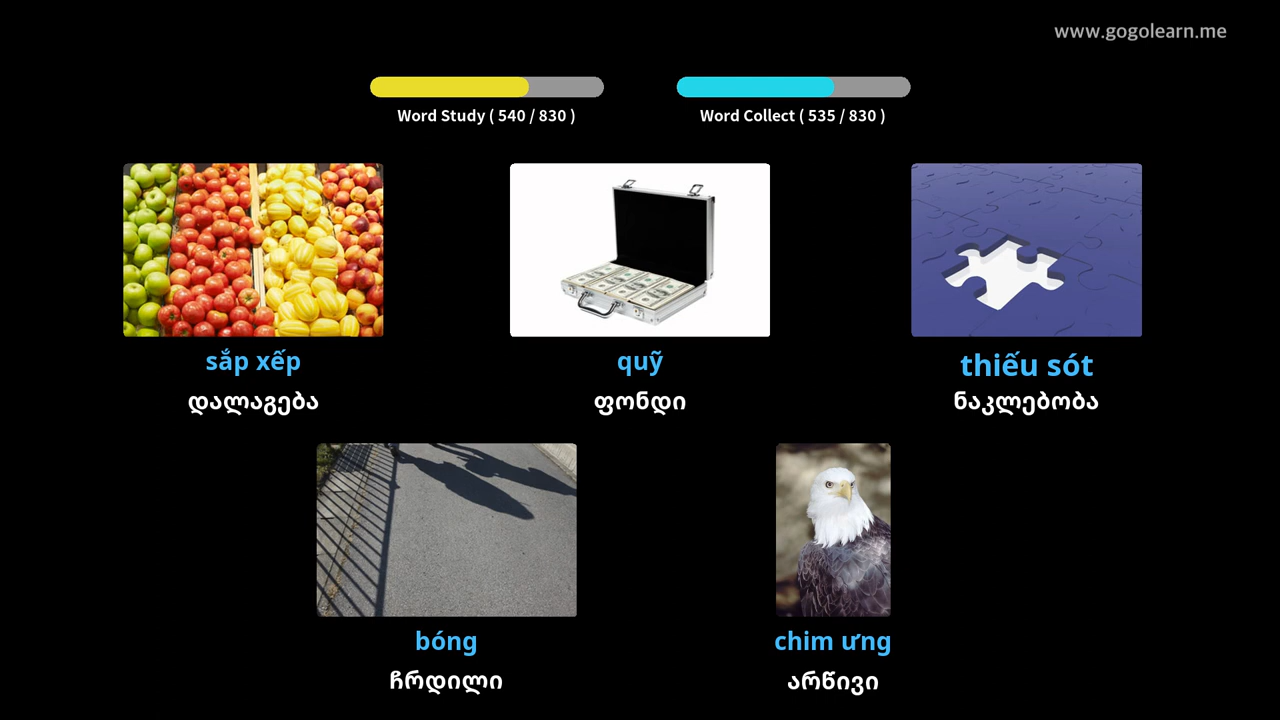 www.gogolearn.me
Word Study ( 540 / 830 )
Word Collect ( 535 / 830 )
sắp xếp
დალაგება
quỹ
ფონდი
thiếu sót
ნაკლებობა
bóng
ჩრდილი
chim ưng
არწივი